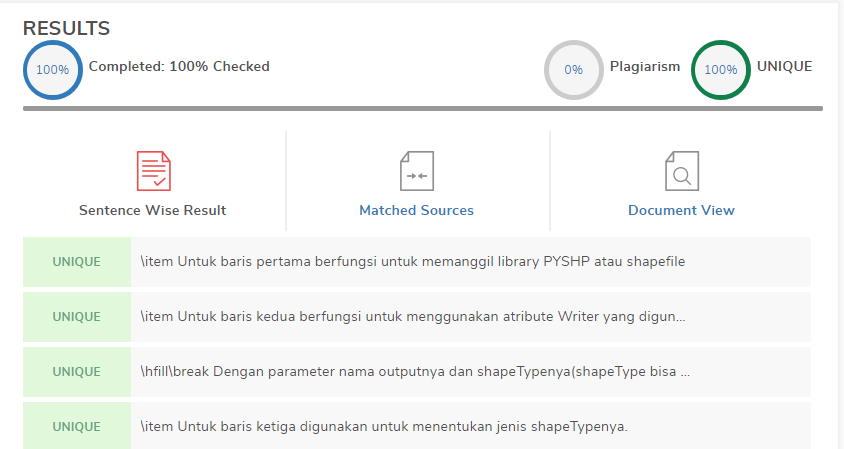 RESULTS
100% Completed: 100% Checked 0% Plagiarism 100% UNIQUE
Sentence Wise Result Matched Sources Document View
UNIQUE \item Untuk baris pertama berfungsi untuk memanggil library PYSHP atau shapefile
UNIQUE \item Untuk baris kedua berfungsi untuk menggunakan atribute Writer yang digun...
UNIQUE \hfill\break Dengan parameter nama outputnya dan shapeTypenya(shapeType bisa ...
UNIQUE \item Untuk baris ketiga digunakan untuk menentukan jenis shapeTypenya.